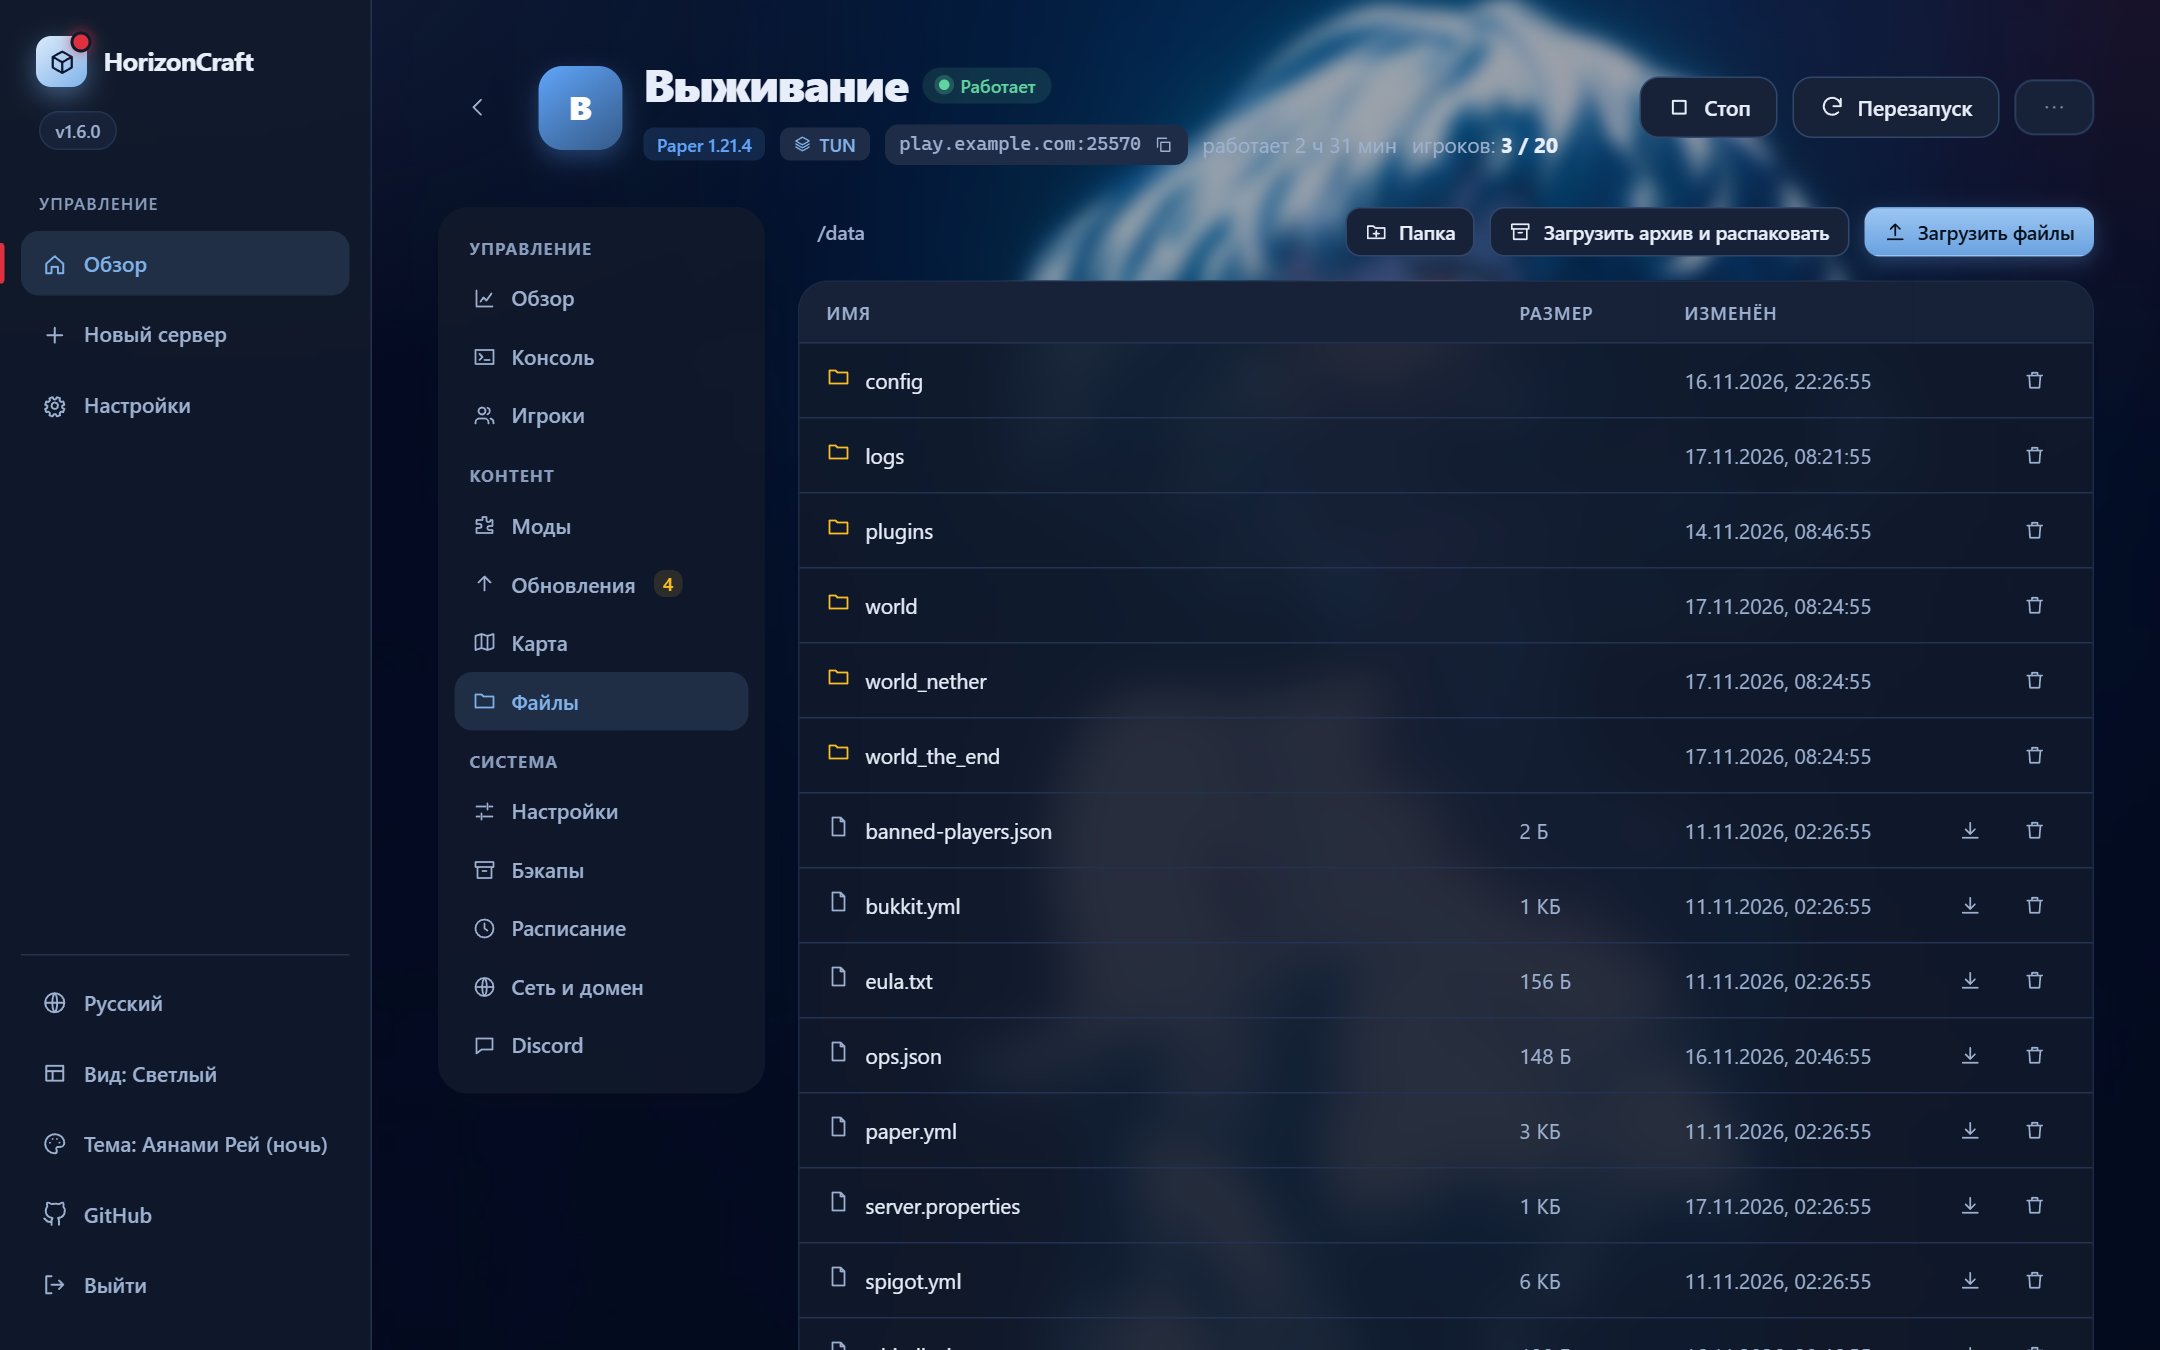 HorizonCraft
v1.6.0
УПРАВЛЕНИЕ
Обзор
Новый сервер
Настройки
Русский
Вид: Светлый
Тема: Аянами Рей (ночь)
GitHub
Выйти
В
Выживание
Работает
Paper 1.21.4
TUN
play.example.com:25570
работает 2 ч 31 мин
игроков: 3 / 20
Стоп
Перезапуск
···
УПРАВЛЕНИЕ
Обзор
Консоль
Игроки
КОНТЕНТ
Моды
Обновления 4
Карта
Файлы
СИСТЕМА
Настройки
Бэкапы
Расписание
Сеть и домен
Discord
/data
Папка
Загрузить архив и распаковать
Загрузить файлы
ИМЯ РАЗМЕР ИЗМЕНЁН
config 16.11.2026, 22:26:55
logs 17.11.2026, 08:21:55
plugins 14.11.2026, 08:46:55
world 17.11.2026, 08:24:55
world_nether 17.11.2026, 08:24:55
world_the_end 17.11.2026, 08:24:55
banned-players.json 2 Б 11.11.2026, 02:26:55
bukkit.yml 1 КБ 11.11.2026, 02:26:55
eula.txt 156 Б 11.11.2026, 02:26:55
ops.json 148 Б 16.11.2026, 20:46:55
paper.yml 3 КБ 11.11.2026, 02:26:55
server.properties 1 КБ 17.11.2026, 02:26:55
spigot.yml 6 КБ 11.11.2026, 02:26:55